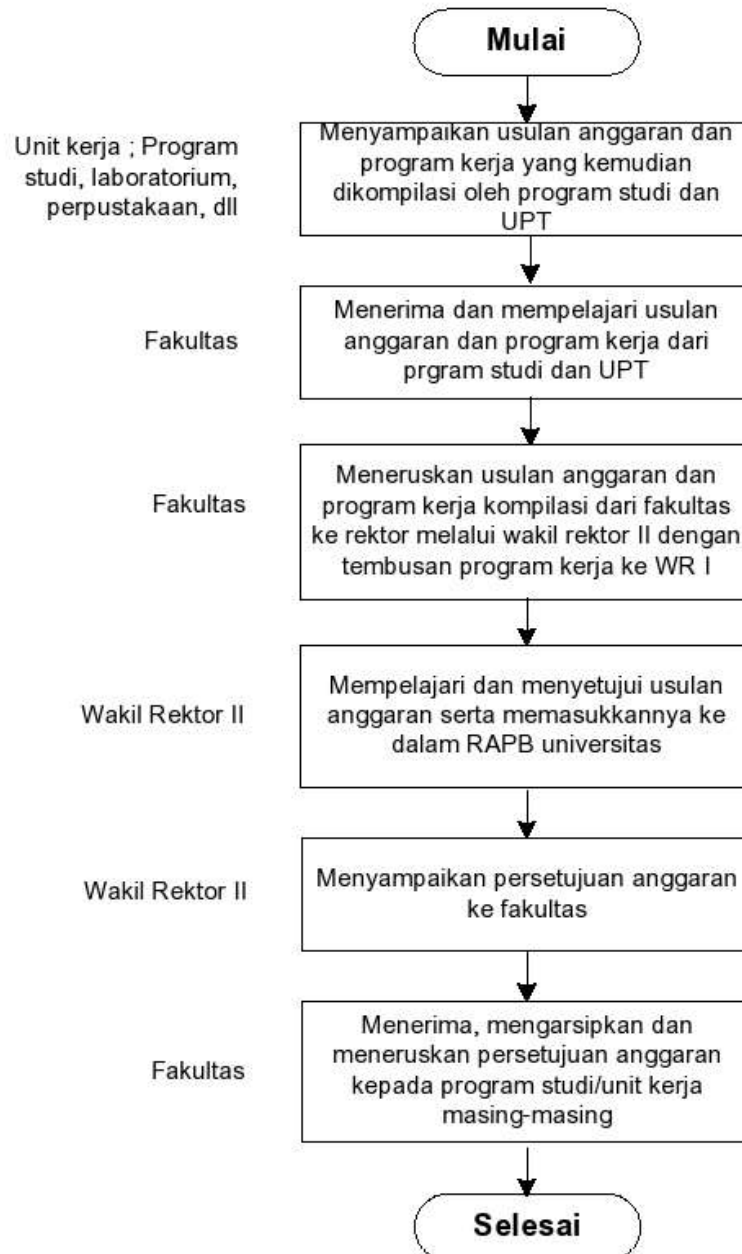 Mulai
Unit kerja ; Program
studi, laboratorium,
perpustakaan, dll
Menyampaikan usulan anggaran dan
program kerja yang kemudian
dikompilasi oleh program studi dan
UPT
Fakultas
Menerima dan mempelajari usulan
anggaran dan program kerja dari
prgram studi dan UPT
Fakultas
Meneruskan usulan anggaran dan
program kerja kompilasi dari fakultas
ke rektor melalui wakil rektor II dengan
tembusan program kerja ke WR I
Wakil Rektor II
Mempelajari dan menyetujui usulan
anggaran serta memasukkannya ke
dalam RAPB universitas
Wakil Rektor II
Menyampaikan persetujuan anggaran
ke fakultas
Fakultas
Menerima, mengarsipkan dan
meneruskan persetujuan anggaran
kepada program studi/unit kerja
masing-masing
Selesai